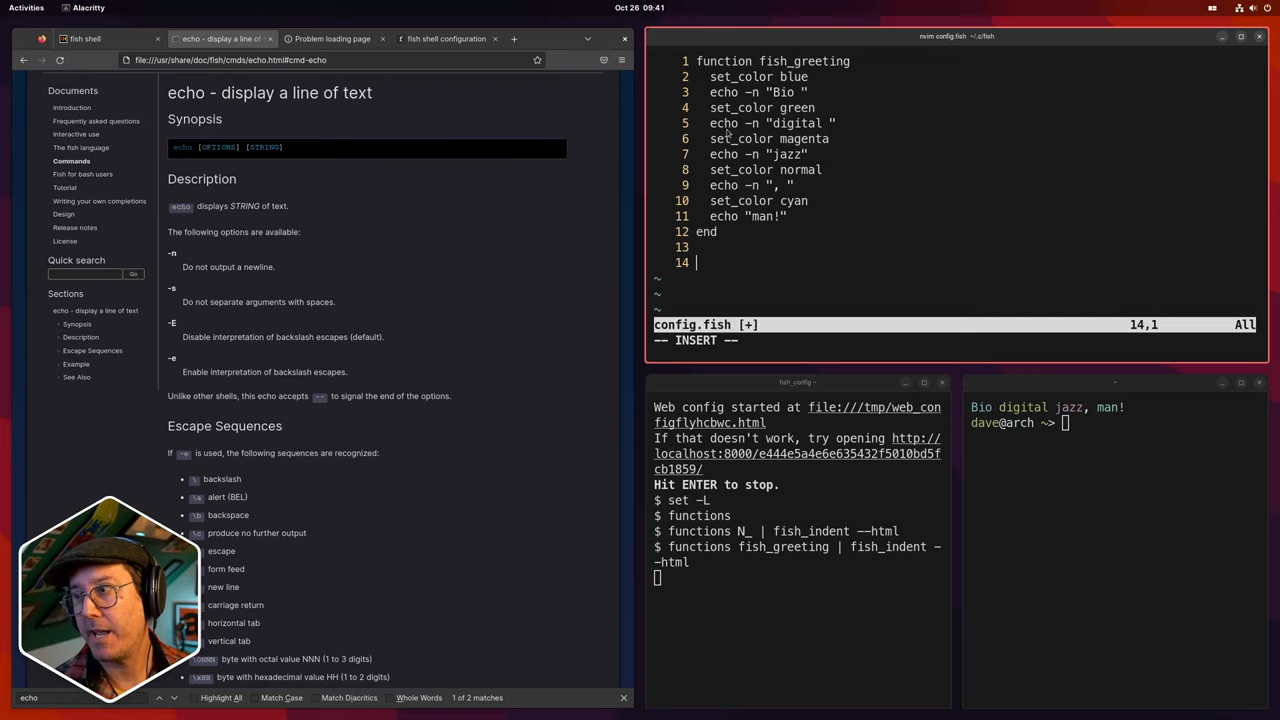 Activities
Alacritty
Oct 26 09:41
fish shell
echo - display a line of
Problem loading page
fish shell configuration
file:///usr/share/doc/fish/cmds/echo.html#cmd-echo
Documents
Introduction
Frequently asked questions
Interactive use
The fish language
Commands
Fish for bash users
Tutorial
Writing your own completions
Design
Release notes
License
Quick search
Go
Sections
echo - display a line of text
Synopsis
Description
Escape Sequences
Example
See Also
echo - display a line of text
Synopsis
echo [OPTIONS] [STRING]
Description
echo displays STRING of text.
The following options are available:
-n
Do not output a newline.
-s
Do not separate arguments with spaces.
-E
Disable interpretation of backslash escapes (default).
-e
Enable interpretation of backslash escapes.
Unlike other shells, this echo accepts -- to signal the end of the options.
Escape Sequences
If -e is used, the following sequences are recognized:
\ backslash
\a alert (BEL)
\b backspace
\c produce no further output
escape
form feed
new line
carriage return
horizontal tab
vertical tab
\0NNN byte with octal value NNN (1 to 3 digits)
\xHH byte with hexadecimal value HH (1 to 2 digits)
echo
Highlight All
Match Case
Match Diacritics
Whole Words
1 of 2 matches
nvim config.fish ~/.c/fish
1 function fish_greeting
2 set_color blue
3 echo -n "Bio "
4 set_color green
5 echo -n "digital "
6 set_color magenta
7 echo -n "jazz"
8 set_color normal
9 echo -n ", "
10 set_color cyan
11 echo "man!"
12 end
13
14
~
~
~
config.fish [+] 14,1 All
-- INSERT --
fish_config ~
Web config started at file:///tmp/web_con
figflyhcbwc.html
If that doesn't work, try opening http://
localhost:8000/e444e5a4e6e635432f5010bd5f
cb1859/
Hit ENTER to stop.
$ set -L
$ functions
$ functions N_ | fish_indent --html
$ functions fish_greeting | fish_indent -
-html
~
Bio digital jazz, man!
dave@arch ~>